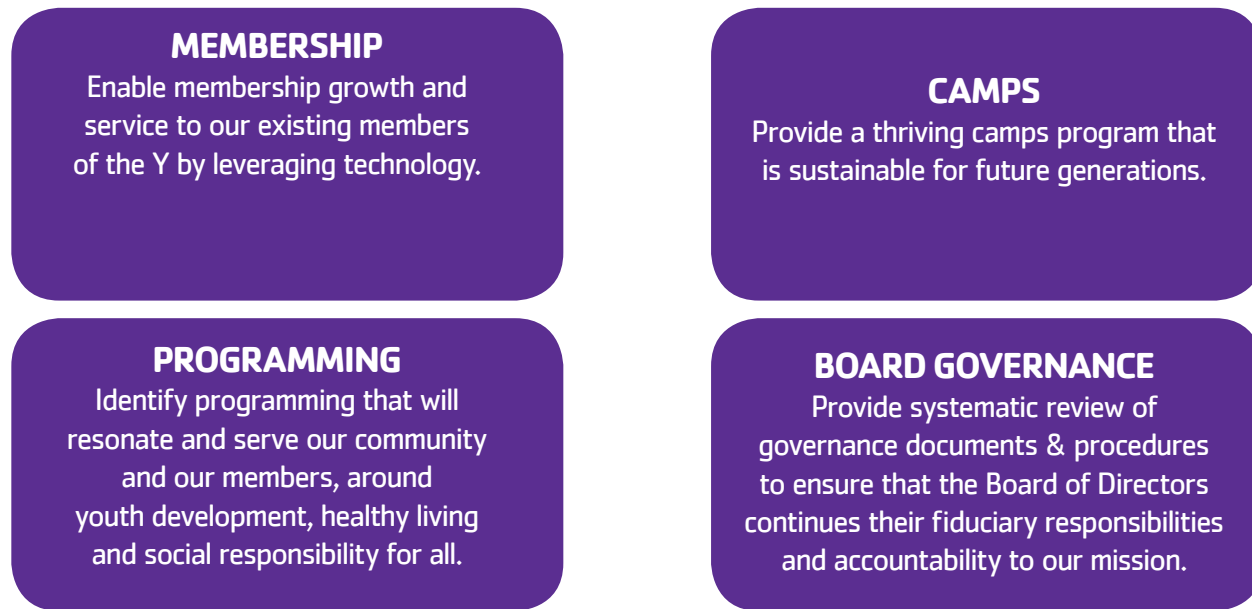 MEMBERSHIP
Enable membership growth and
service to our existing members
of the Y by leveraging technology.
CAMPS
Provide a thriving camps program that
is sustainable for future generations.
PROGRAMMING
Identify programming that will
resonate and serve our community
and our members, around
youth development, healthy living
and social responsibility for all.
BOARD GOVERNANCE
Provide systematic review of
governance documents & procedures
to ensure that the Board of Directors
continues their fiduciary responsibilities
and accountability to our mission.